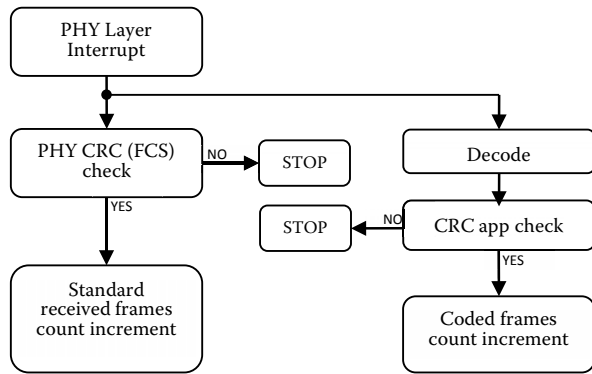 PHY Layer
Interrupt
PHY CRC (FCS)
check
NO
STOP
Decode
YES
STOP
NO
CRC app check
YES
Standard
received frames
count increment
Coded frames
count increment